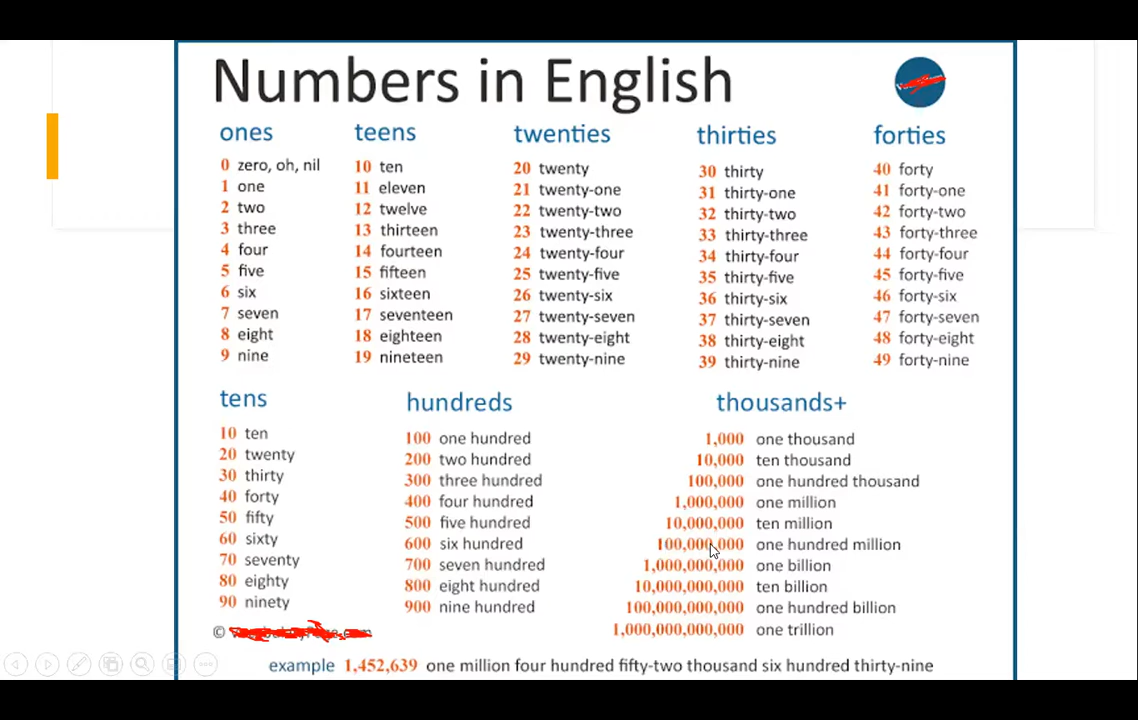 Numbers in English
ones
0 zero, oh, nil
1 one
2 two
3 three
4 four
5 five
6 six
7 seven
8 eight
9 nine
teens
10 ten
11 eleven
12 twelve
13 thirteen
14 fourteen
15 fifteen
16 sixteen
17 seventeen
18 eighteen
19 nineteen
twenties
20 twenty
21 twenty-one
22 twenty-two
23 twenty-three
24 twenty-four
25 twenty-five
26 twenty-six
27 twenty-seven
28 twenty-eight
29 twenty-nine
thirties
30 thirty
31 thirty-one
32 thirty-two
33 thirty-three
34 thirty-four
35 thirty-five
36 thirty-six
37 thirty-seven
38 thirty-eight
39 thirty-nine
forties
40 forty
41 forty-one
42 forty-two
43 forty-three
44 forty-four
45 forty-five
46 forty-six
47 forty-seven
48 forty-eight
49 forty-nine
tens
10 ten
20 twenty
30 thirty
40 forty
50 fifty
60 sixty
70 seventy
80 eighty
90 ninety
©
hundreds
100 one hundred
200 two hundred
300 three hundred
400 four hundred
500 five hundred
600 six hundred
700 seven hundred
800 eight hundred
900 nine hundred
thousands+
1,000 one thousand
10,000 ten thousand
100,000 one hundred thousand
1,000,000 one million
10,000,000 ten million
100,000,000 one hundred million
1,000,000,000 one billion
10,000,000,000 ten billion
100,000,000,000 one hundred billion
1,000,000,000,000 one trillion
example 1,452,639 one million four hundred fifty-two thousand six hundred thirty-nine